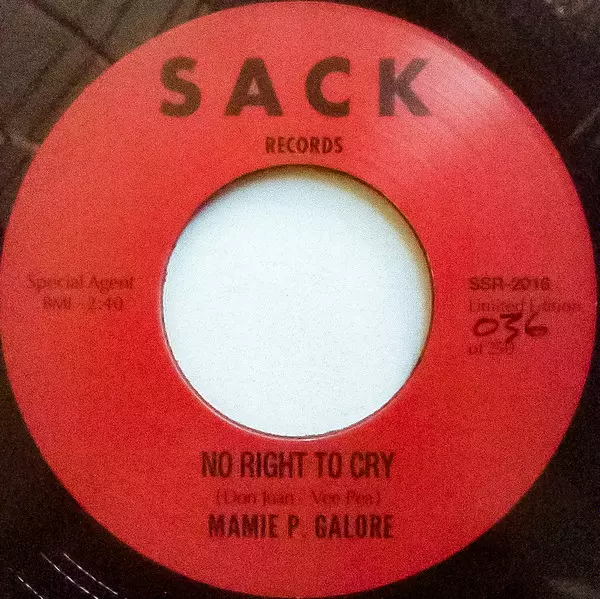 SACK
RECORDS
Special Agent
BMI - 2:40
SSR-2016
Limited Edition
036
of 250
NO RIGHT TO CRY
(Don Juan - Vee Pea)
MAMIE P. GALORE